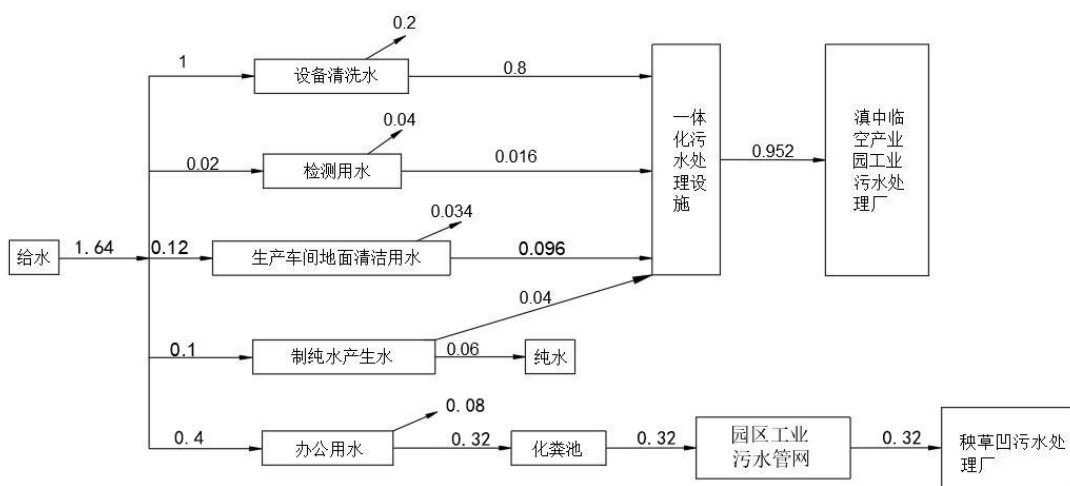 0.2
1
设备清洗水
0.8
0.04
0.02
检测用水
0.016
0.034
给水
1.64
0.12
生产车间地面清洁用水
0.096
0.04
0.1
制纯水产生水
0.06
纯水
一体
化污
水处
理设
施
0.952
滇中临
空产业
园工业
污水处
理厂
0.08
0.4
办公用水
0.32
化粪池
0.32
园区工业
污水管网
0.32
秧草凹污水处
理厂